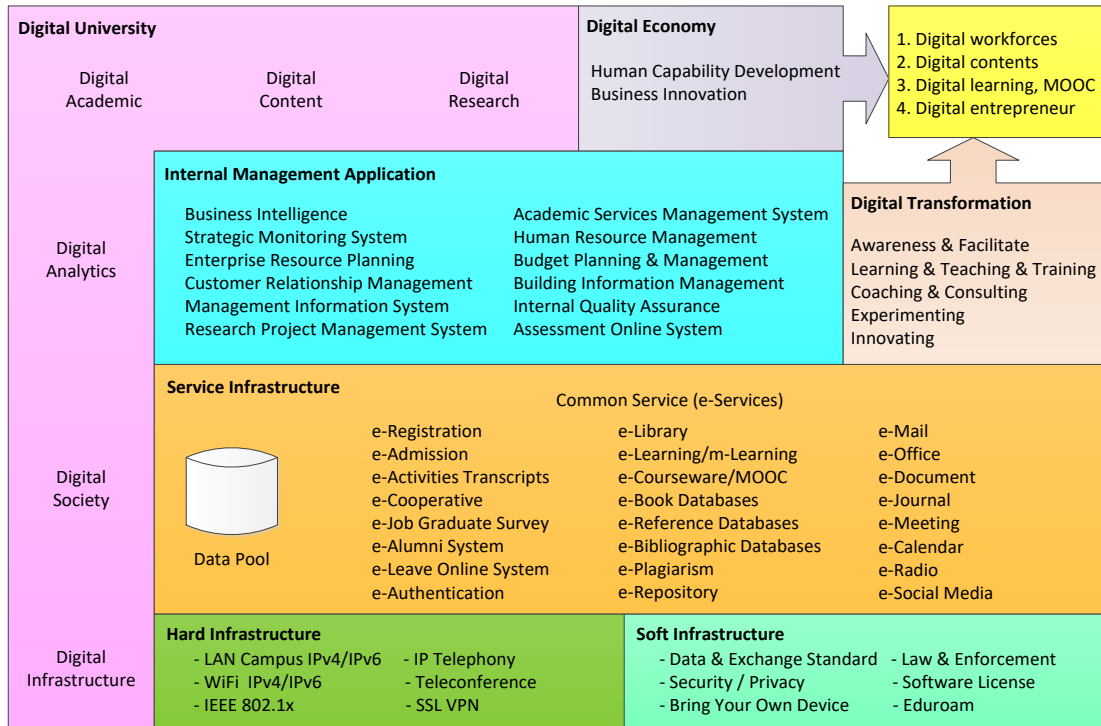 Digital University
Digital
Academic
Digital
Content
Digital
Research
Digital Economy
Human Capability Development
Business Innovation
1. Digital workforces
2. Digital contents
3. Digital learning, MOOC
4. Digital entrepreneur
Digital
Analytics
Internal Management Application
Business Intelligence
Strategic Monitoring System
Enterprise Resource Planning
Customer Relationship Management
Management Information System
Research Project Management System
Academic Services Management System
Human Resource Management
Budget Planning & Management
Building Information Management
Internal Quality Assurance
Assessment Online System
Digital Transformation
Awareness & Facilitate
Learning & Teaching & Training
Coaching & Consulting
Experimenting
Innovating
Digital
Society
Service Infrastructure
Common Service (e-Services)
Data Pool
e-Registration
e-Admission
e-Activities Transcripts
e-Cooperative
e-Job Graduate Survey
e-Alumni System
e-Leave Online System
e-Authentication
e-Library
e-Learning/m-Learning
e-Courseware/MOOC
e-Book Databases
e-Reference Databases
e-Bibliographic Databases
e-Plagiarism
e-Repository
e-Mail
e-Office
e-Document
e-Journal
e-Meeting
e-Calendar
e-Radio
e-Social Media
Digital
Infrastructure
Hard Infrastructure
- LAN Campus IPv4/IPv6
- WiFi IPv4/IPv6
- IEEE 802.1x
- IP Telephony
- Teleconference
- SSL VPN
Soft Infrastructure
- Data & Exchange Standard
- Security / Privacy
- Bring Your Own Device
- Law & Enforcement
- Software License
- Eduroam